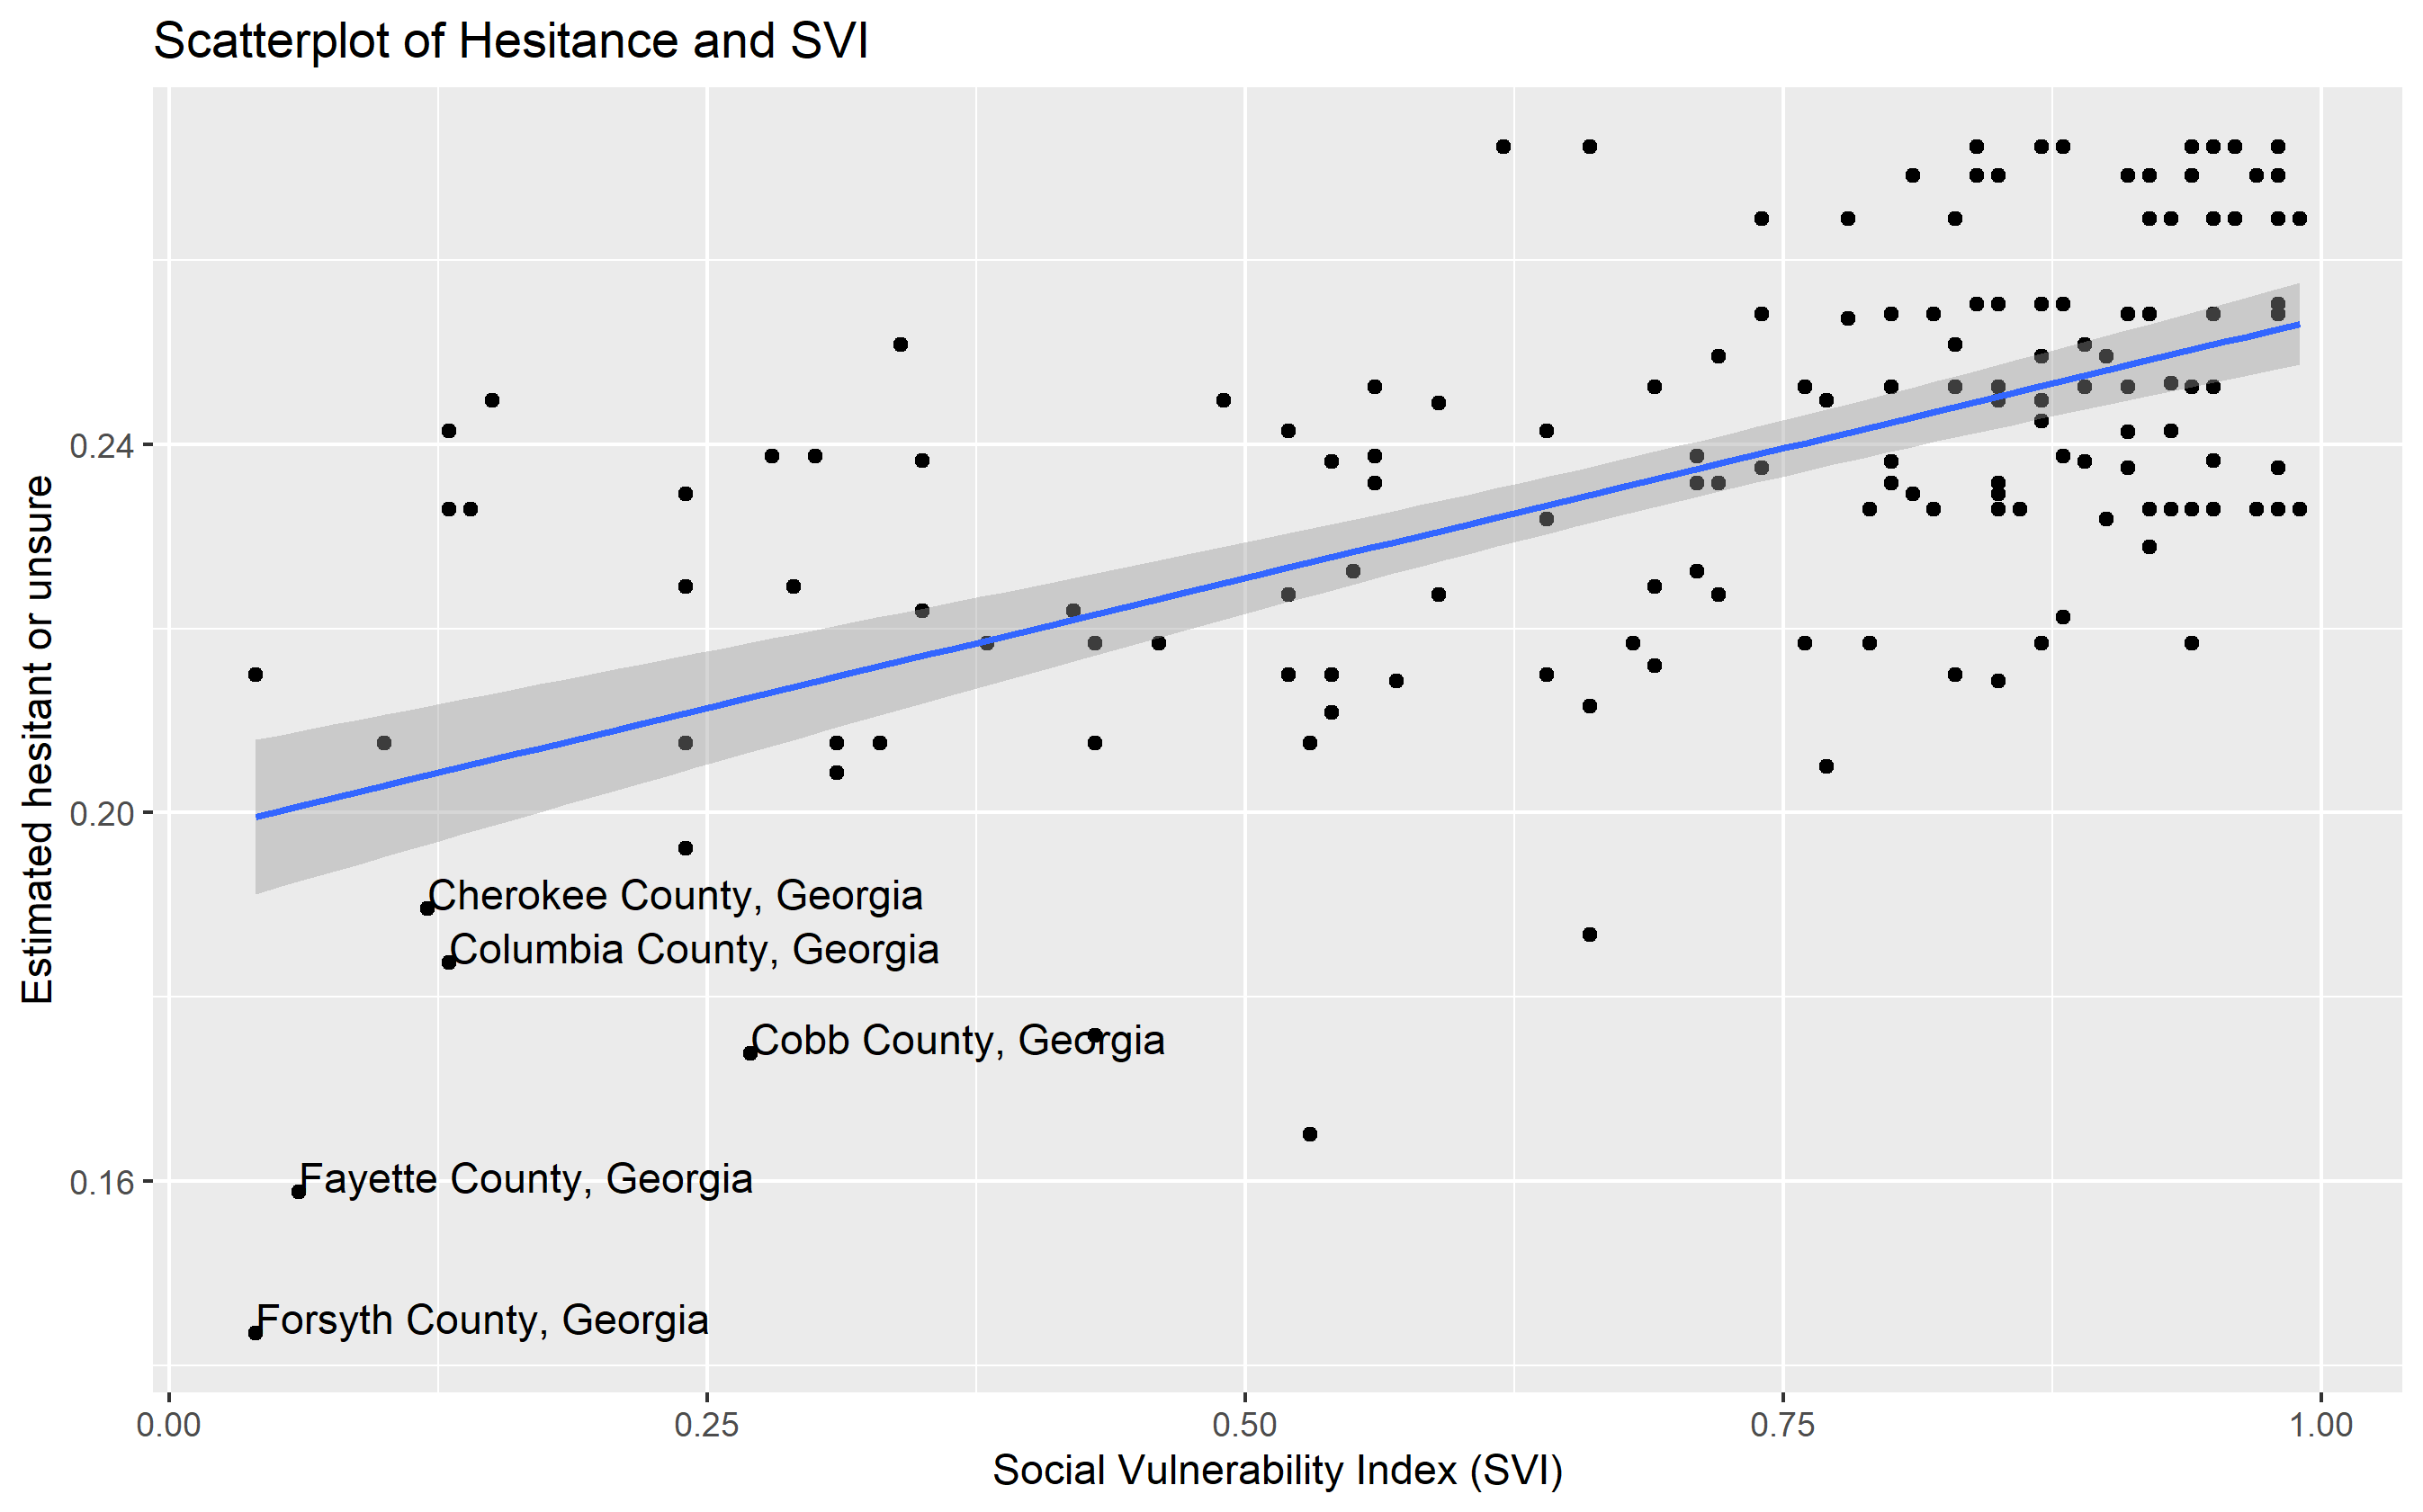 Scatterplot of Hesitance and SVI
Estimated hesitant or unsure
0.24
0.20
0.16
Cherokee County, Georgia
Columbia County, Georgia
Cobb County, Georgia
Fayette County, Georgia
Forsyth County, Georgia
0.00 0.25 0.50 0.75 1.00
Social Vulnerability Index (SVI)